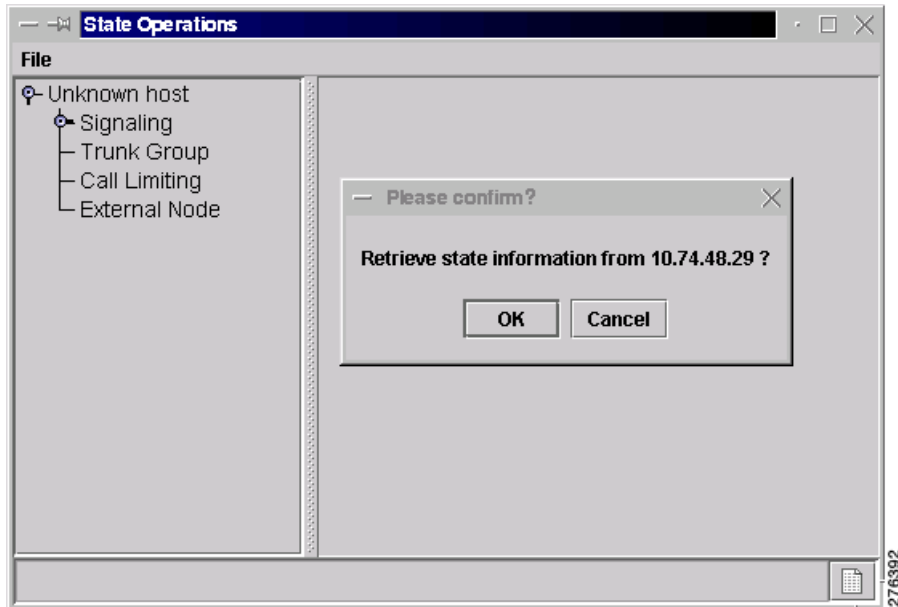 State Operations
File
Unknown host
Signaling
Trunk Group
Call Limiting
External Node
Please confirm?
Retrieve state information from 10.74.48.29 ?
OK Cancel
276392